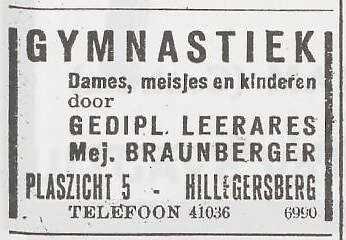 GYMNASTIEK
Dames, meisjes en kinderen
door
GEDIPL. LEERARES
Mej. BRAUNBERGER
PLASZICHT 5 - HILLEGERSBERG
TELEFOON 41036 6990